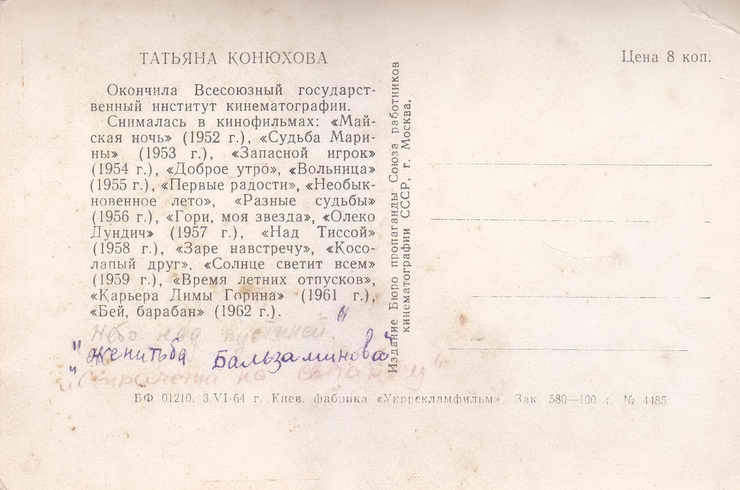 ТАТЬЯНА КОНЮХОВА
Окончила Всесоюзный государст-
венный институт кинематографии.
Снималась в кинофильмах: «Май-
ская ночь» (1952 г.), «Судьба Мари-
ны» (1953 г.), «Запасной игрок»
(1954 г.), «Доброе утро», «Вольница»
(1955 г.), «Первые радости», «Необык-
новенное лето», «Разные судьбы»
(1956 г.), «Гори, моя звезда», «Олеко
Дундич» (1957 г.), «Над Тиссой»
(1958 г.), «Заре навстречу», «Косо-
лапый друг», «Солнце светит всем»
(1959 г.), «Время летних отпусков»,
«Карьера Димы Горина» (1961 г.),
«Бей, барабан» (1962 г.).
Небо над
"Женитьба Бальзаминова"
БФ 01210. 3.VI-64 г. Киев. фабрика «Укррекламфильм». Зак. 580—100 г. № 4485
Издание Бюро пропаганды Союза работников
кинематографии СССР, г. Москва.
Цена 8 коп.